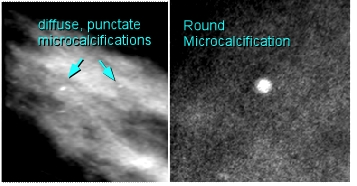 diffuse, punctate
microcalcifications
Round
Microcalcification